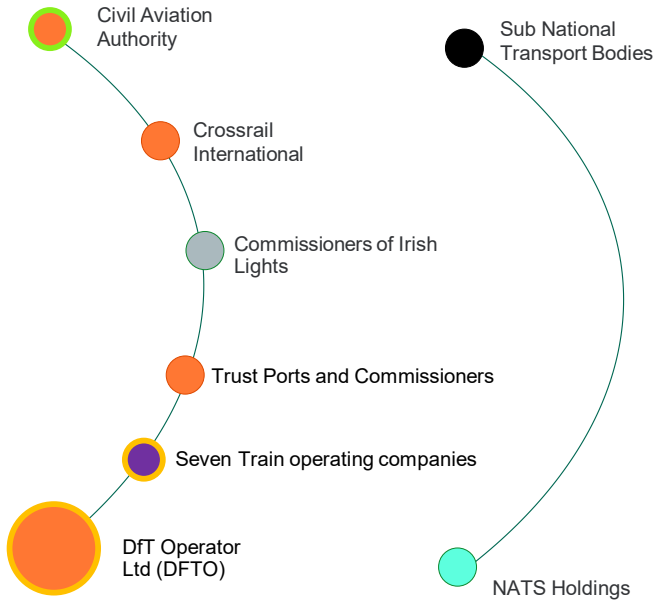 Civil Aviation
Authority
Crossrail
International
Commissioners of Irish
Lights
Trust Ports and Commissioners
Seven Train operating companies
DfT Operator
Ltd (DFTO)
Sub National
Transport Bodies
NATS Holdings